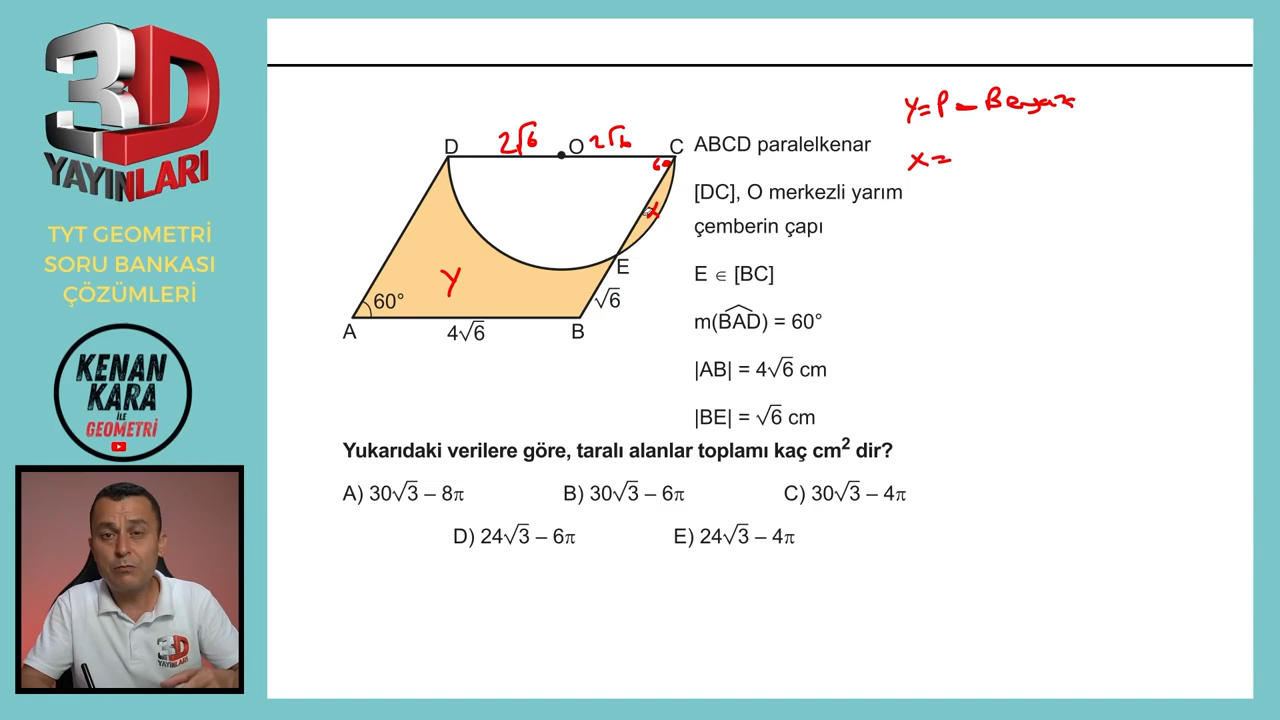 3D
YAYINLARI
TYT GEOMETRİ
SORU BANKASI
ÇÖZÜMLERİ
KENAN
KARA
İLE
GEOMETRİ
y = P - Beyaz
x =
D 2√6 O 2√6 C
60
x
E
y
√6
60°
A 4√6 B
ABCD paralelkenar
[DC], O merkezli yarım
çemberin çapı
E ∈ [BC]
m(BAD) = 60°
|AB| = 4√6 cm
|BE| = √6 cm
Yukarıdaki verilere göre, taralı alanlar toplamı kaç cm² dir?
A) 30√3 – 8π B) 30√3 – 6π C) 30√3 – 4π
D) 24√3 – 6π E) 24√3 – 4π
3D
YAYINLARI